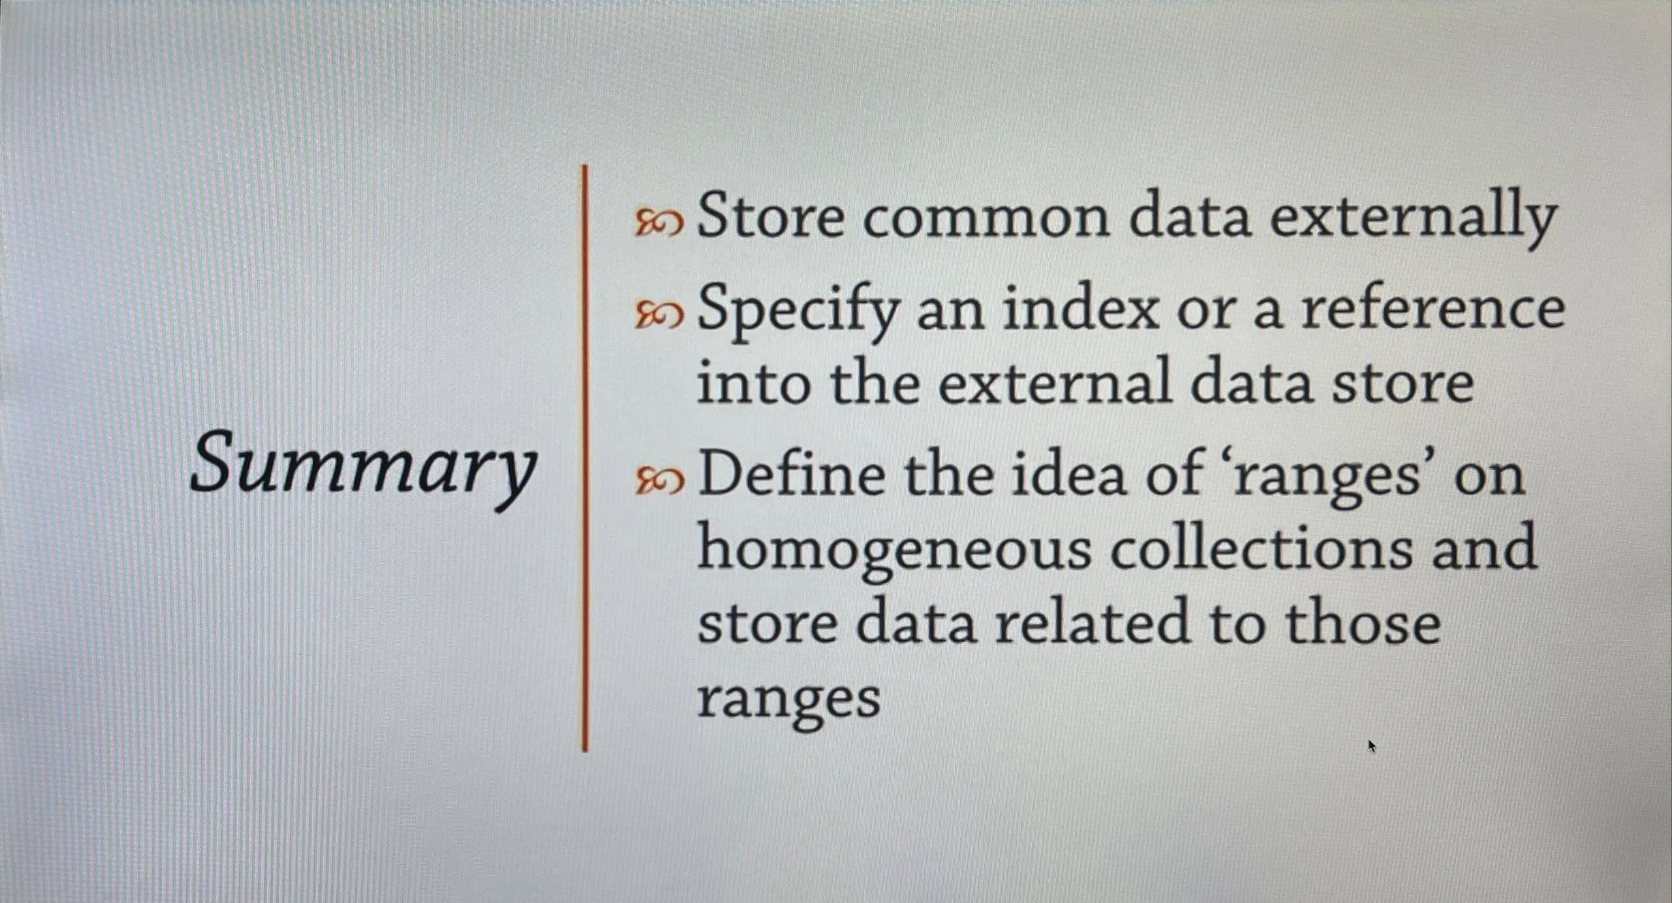 Summary
Store common data externally
Specify an index or a reference
into the external data store
Define the idea of ‘ranges’ on
homogeneous collections and
store data related to those
ranges